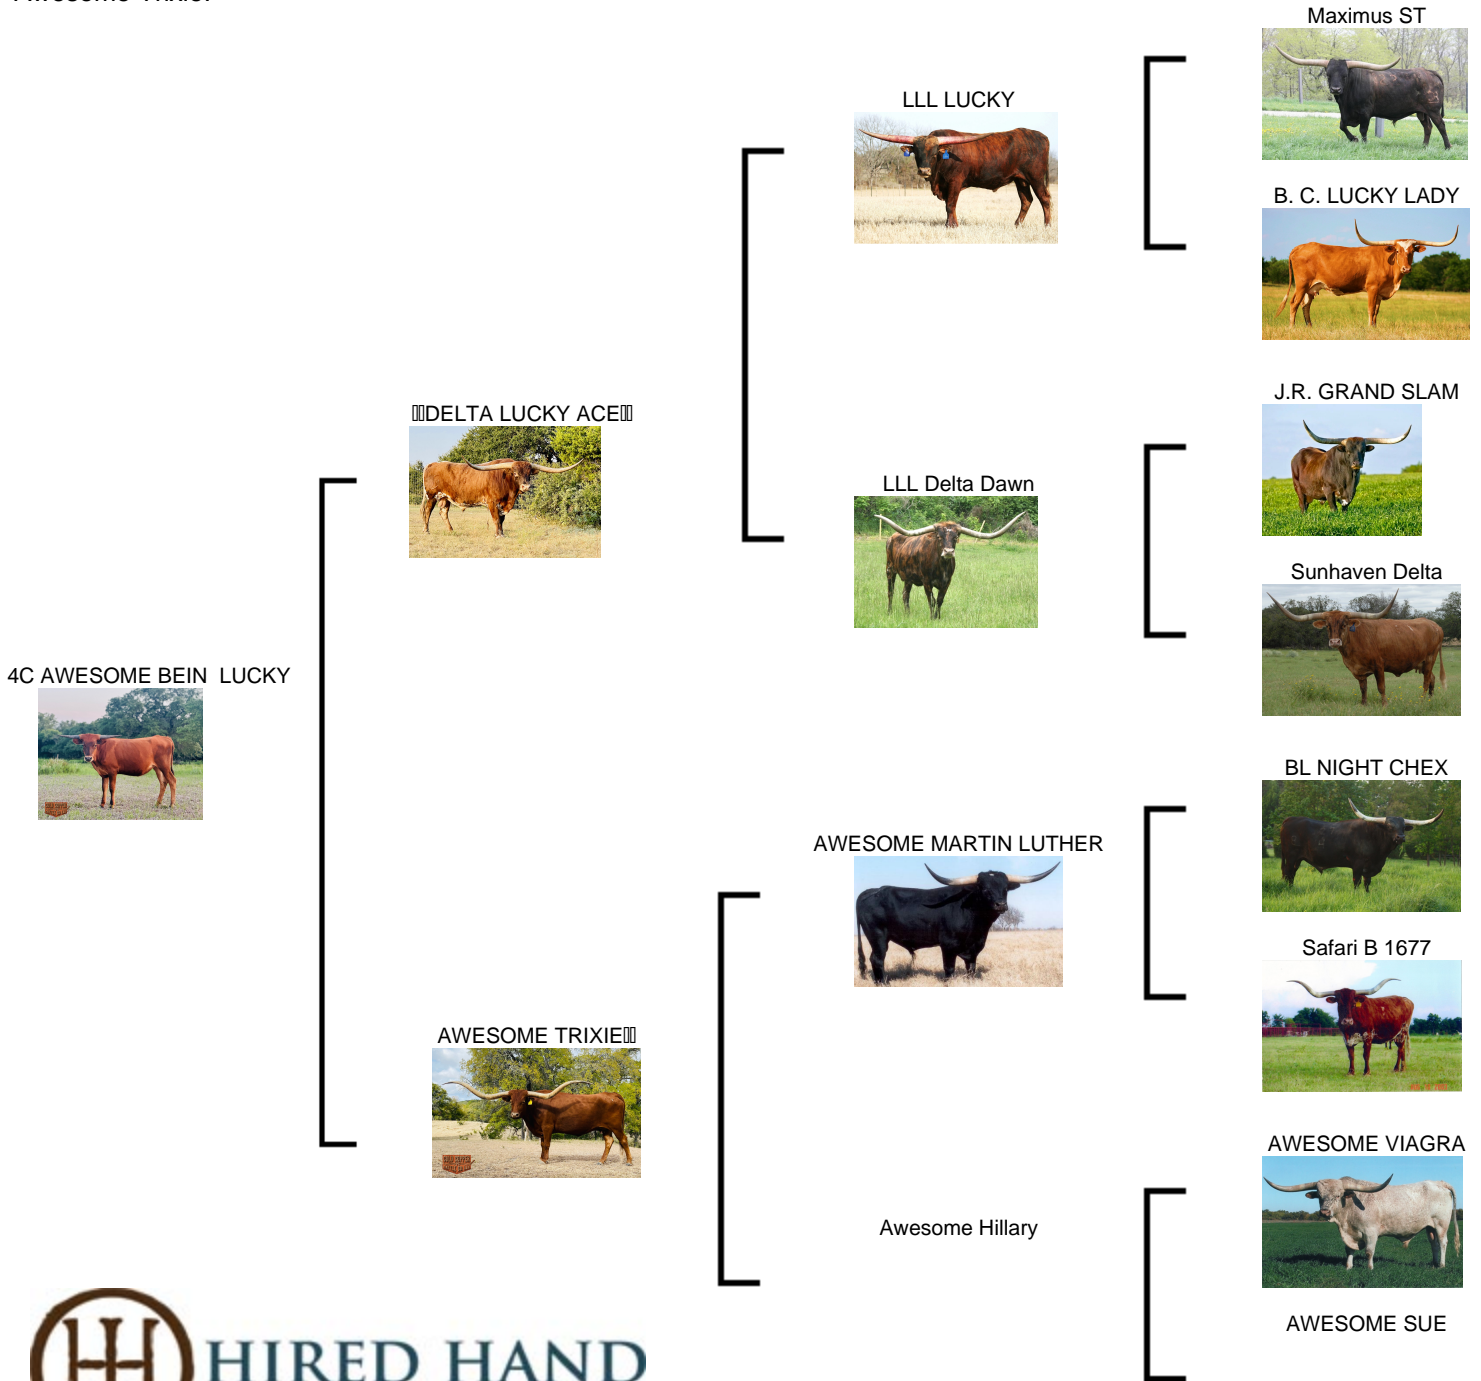 Maximus ST
LLL LUCKY
B. C. LUCKY LADY
J.R. GRAND SLAM
DELTA LUCKY ACE
LLL Delta Dawn
Sunhaven Delta
4C AWESOME BEIN  LUCKY
BL NIGHT CHEX
AWESOME MARTIN LUTHER
Safari B 1677
AWESOME TRIXIE
AWESOME VIAGRA
Awesome Hillary
AWESOME SUE
HIRED HAND